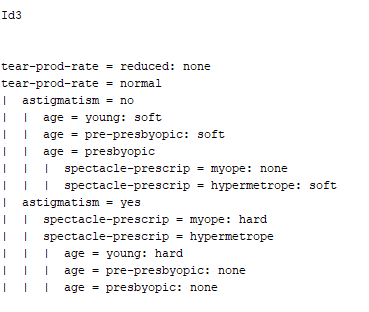 Id3
tear-prod-rate = reduced: none
tear-prod-rate = normal
|  astigmatism = no
|  |  age = young: soft
|  |  age = pre-presbyopic: soft
|  |  age = presbyopic
|  |  |  spectacle-prescrip = myope: none
|  |  |  spectacle-prescrip = hypermetrope: soft
|  astigmatism = yes
|  |  spectacle-prescrip = myope: hard
|  |  spectacle-prescrip = hypermetrope
|  |  |  age = young: hard
|  |  |  age = pre-presbyopic: none
|  |  |  age = presbyopic: none